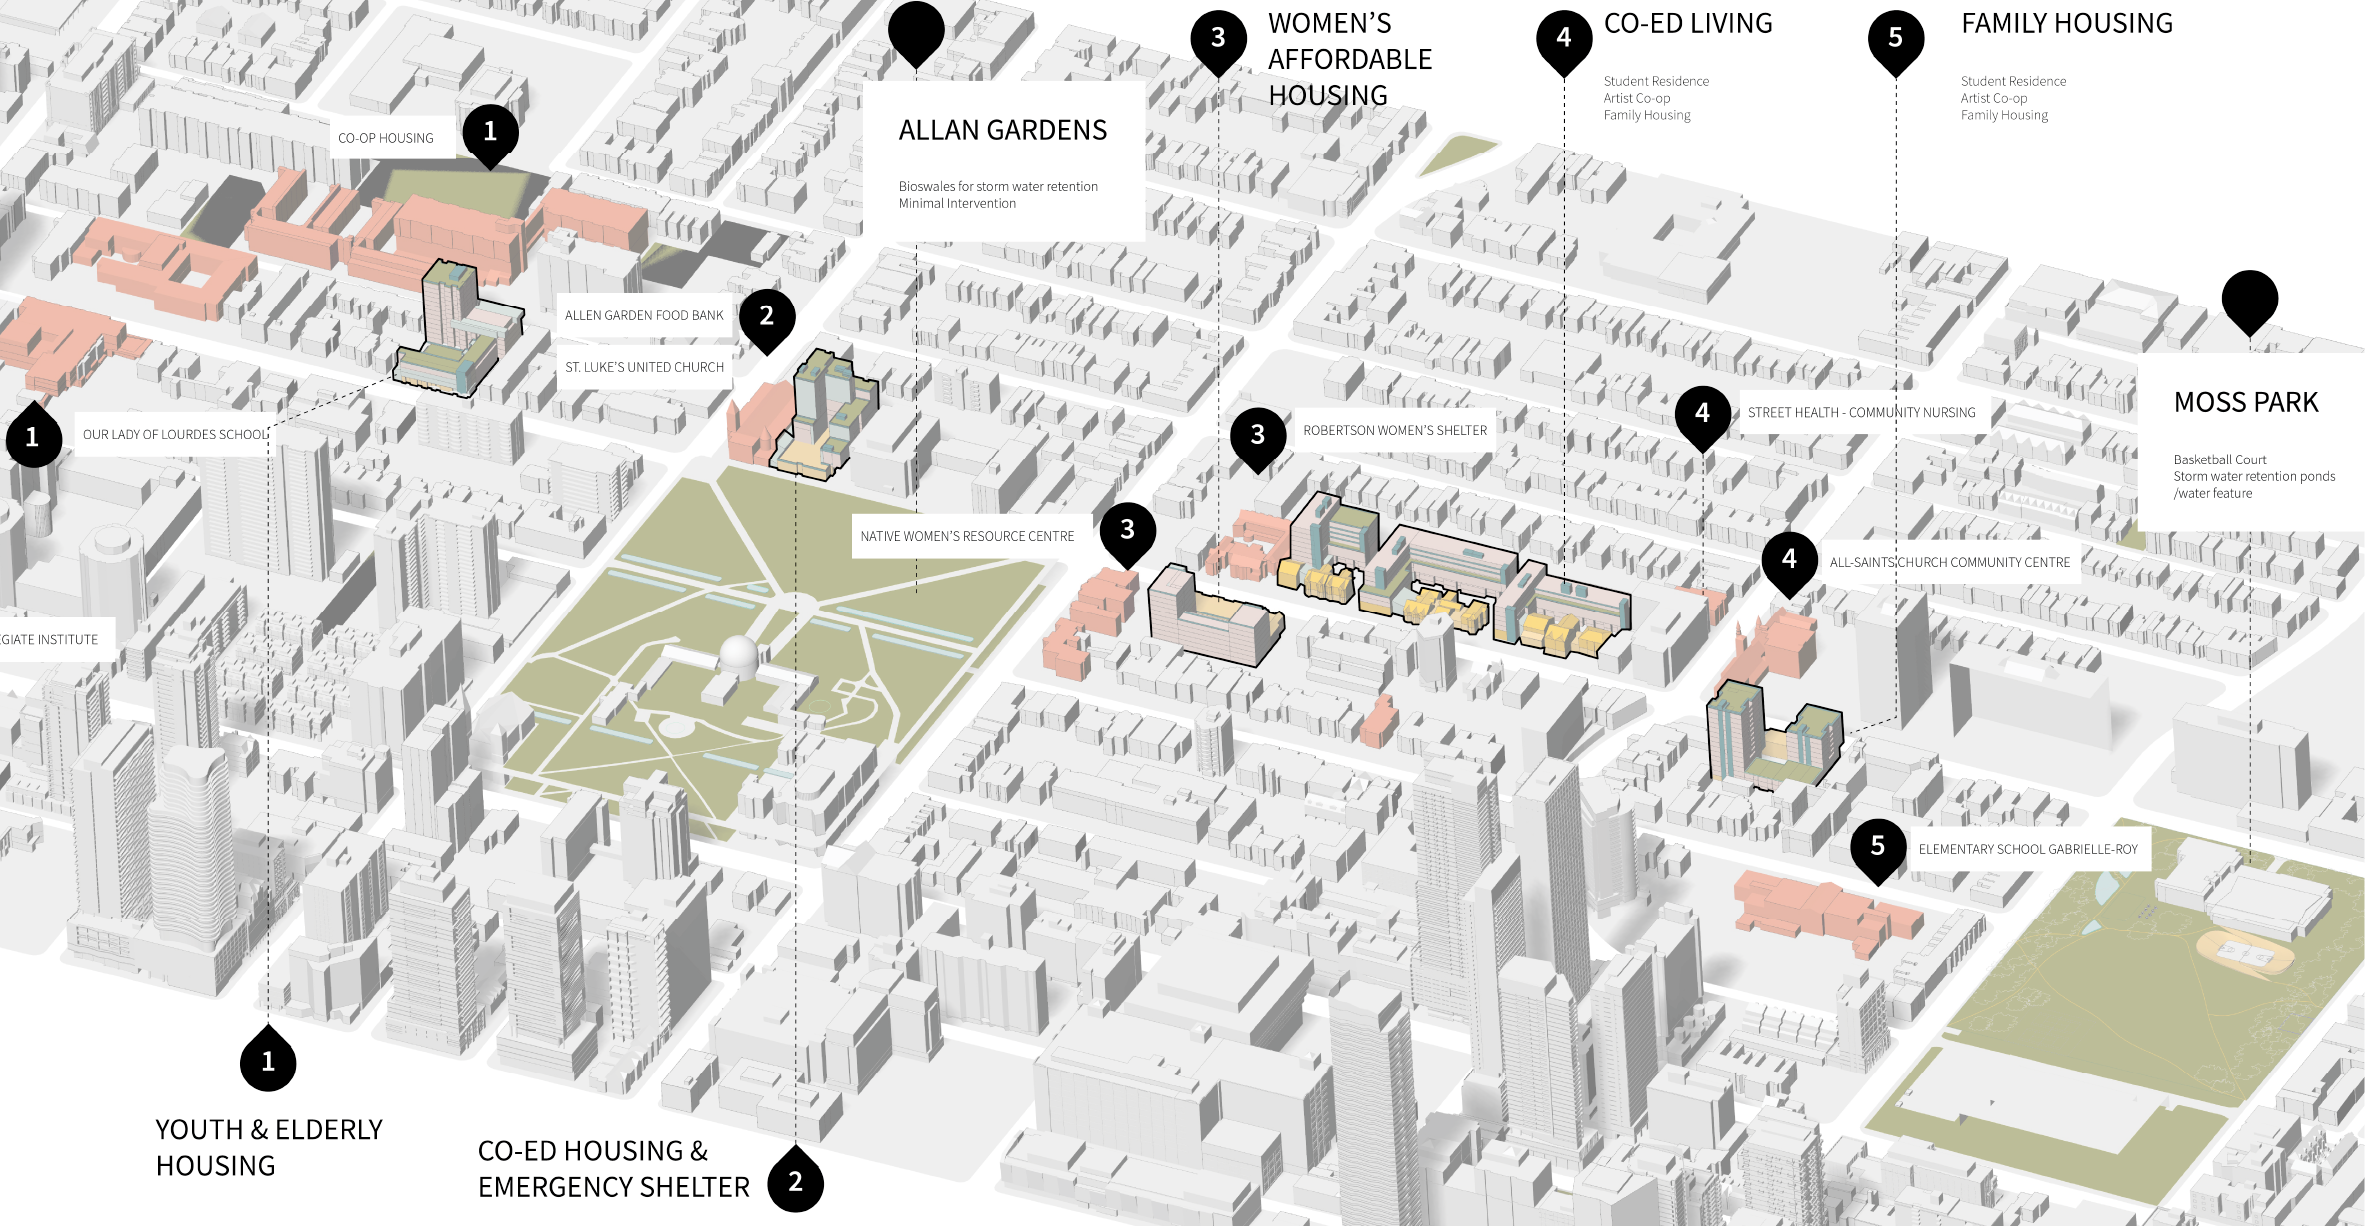 3
WOMEN'S
AFFORDABLE
HOUSING
4
CO-ED LIVING
Student Residence
Artist Co-op
Family Housing
5
FAMILY HOUSING
Student Residence
Artist Co-op
Family Housing
CO-OP HOUSING
1
ALLAN GARDENS
Bioswales for storm water retention
Minimal Intervention
ALLEN GARDEN FOOD BANK
2
ST. LUKE'S UNITED CHURCH
1
OUR LADY OF LOURDES SCHOOL
3
ROBERTSON WOMEN'S SHELTER
4
STREET HEALTH - COMMUNITY NURSING
MOSS PARK
Basketball Court
Storm water retention ponds
/water feature
NATIVE WOMEN'S RESOURCE CENTRE
3
4
ALL-SAINTS CHURCH COMMUNITY CENTRE
EGIATE INSTITUTE
5
ELEMENTARY SCHOOL GABRIELLE-ROY
1
YOUTH & ELDERLY
HOUSING
CO-ED HOUSING &
EMERGENCY SHELTER
2